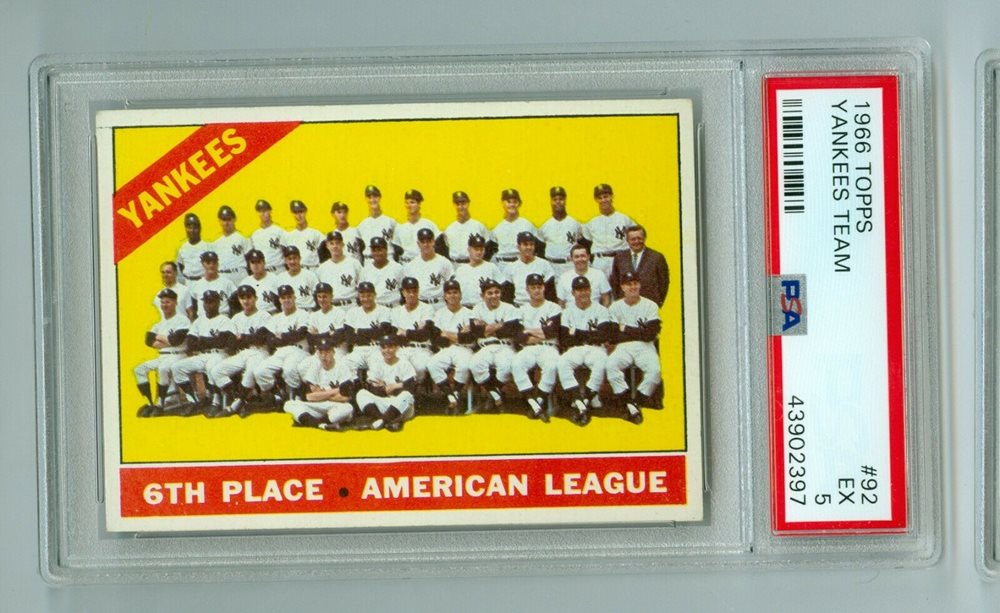 YANKEES
6TH PLACE • AMERICAN LEAGUE
1966 TOPPS #92
YANKEES TEAM EX
5
PSA 43902397